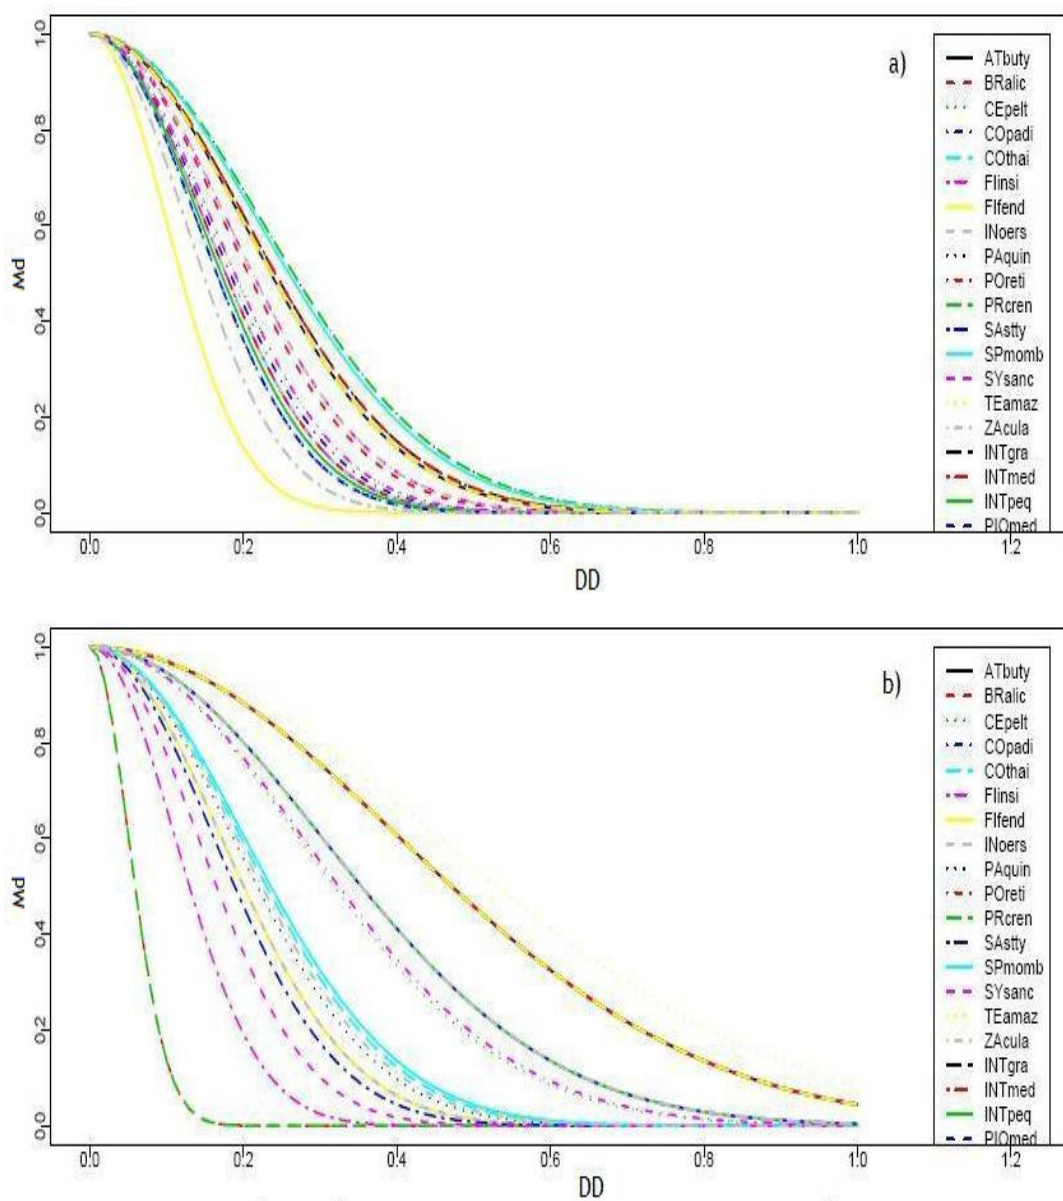 a)
pw
1.0
0.8
0.6
0.4
0.2
0.0
0.0 0.2 0.4 0.6 0.8 1.0 1.2
DD
ATbuty
BRalic
CEpelt
COpadi
COthai
FIinsi
FIfend
INoers
PAquin
POreti
PRcren
SAstty
SPmomb
SYsanc
TEamaz
ZAcula
INTgra
INTmed
INTpeq
PIOmed
b)
pw
1.0
0.8
0.6
0.4
0.2
0.0
0.0 0.2 0.4 0.6 0.8 1.0 1.2
DD
ATbuty
BRalic
CEpelt
COpadi
COthai
FIinsi
FIfend
INoers
PAquin
POreti
PRcren
SAstty
SPmomb
SYsanc
TEamaz
ZAcula
INTgra
INTmed
INTpeq
PIOmed